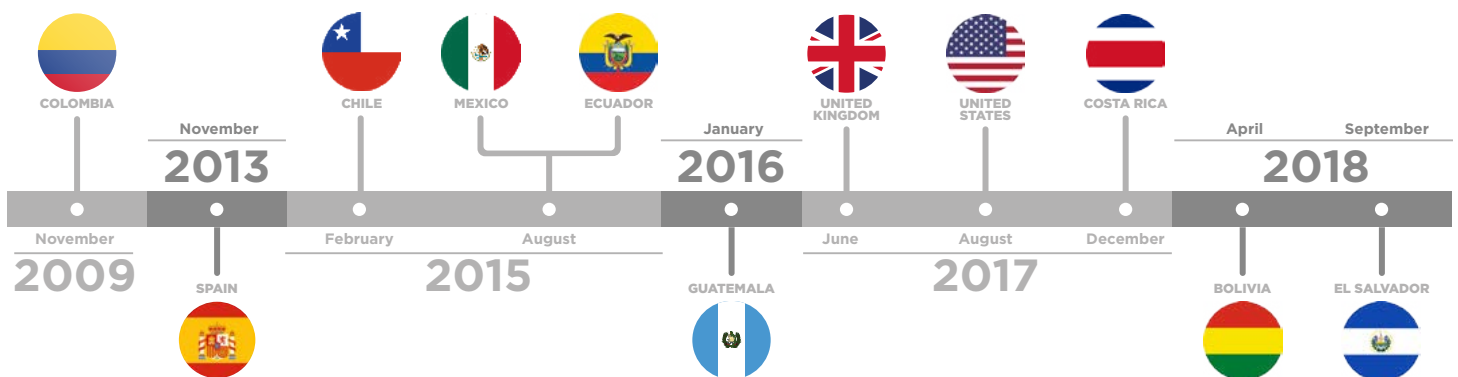 COLOMBIA
CHILE
MEXICO
ECUADOR
UNITED
KINGDOM
UNITED
STATES
COSTA RICA
November
2013
January
2016
April
September
2018
November
2009
February
August
2015
June
August
December
2017
SPAIN
GUATEMALA
BOLIVIA
EL SALVADOR